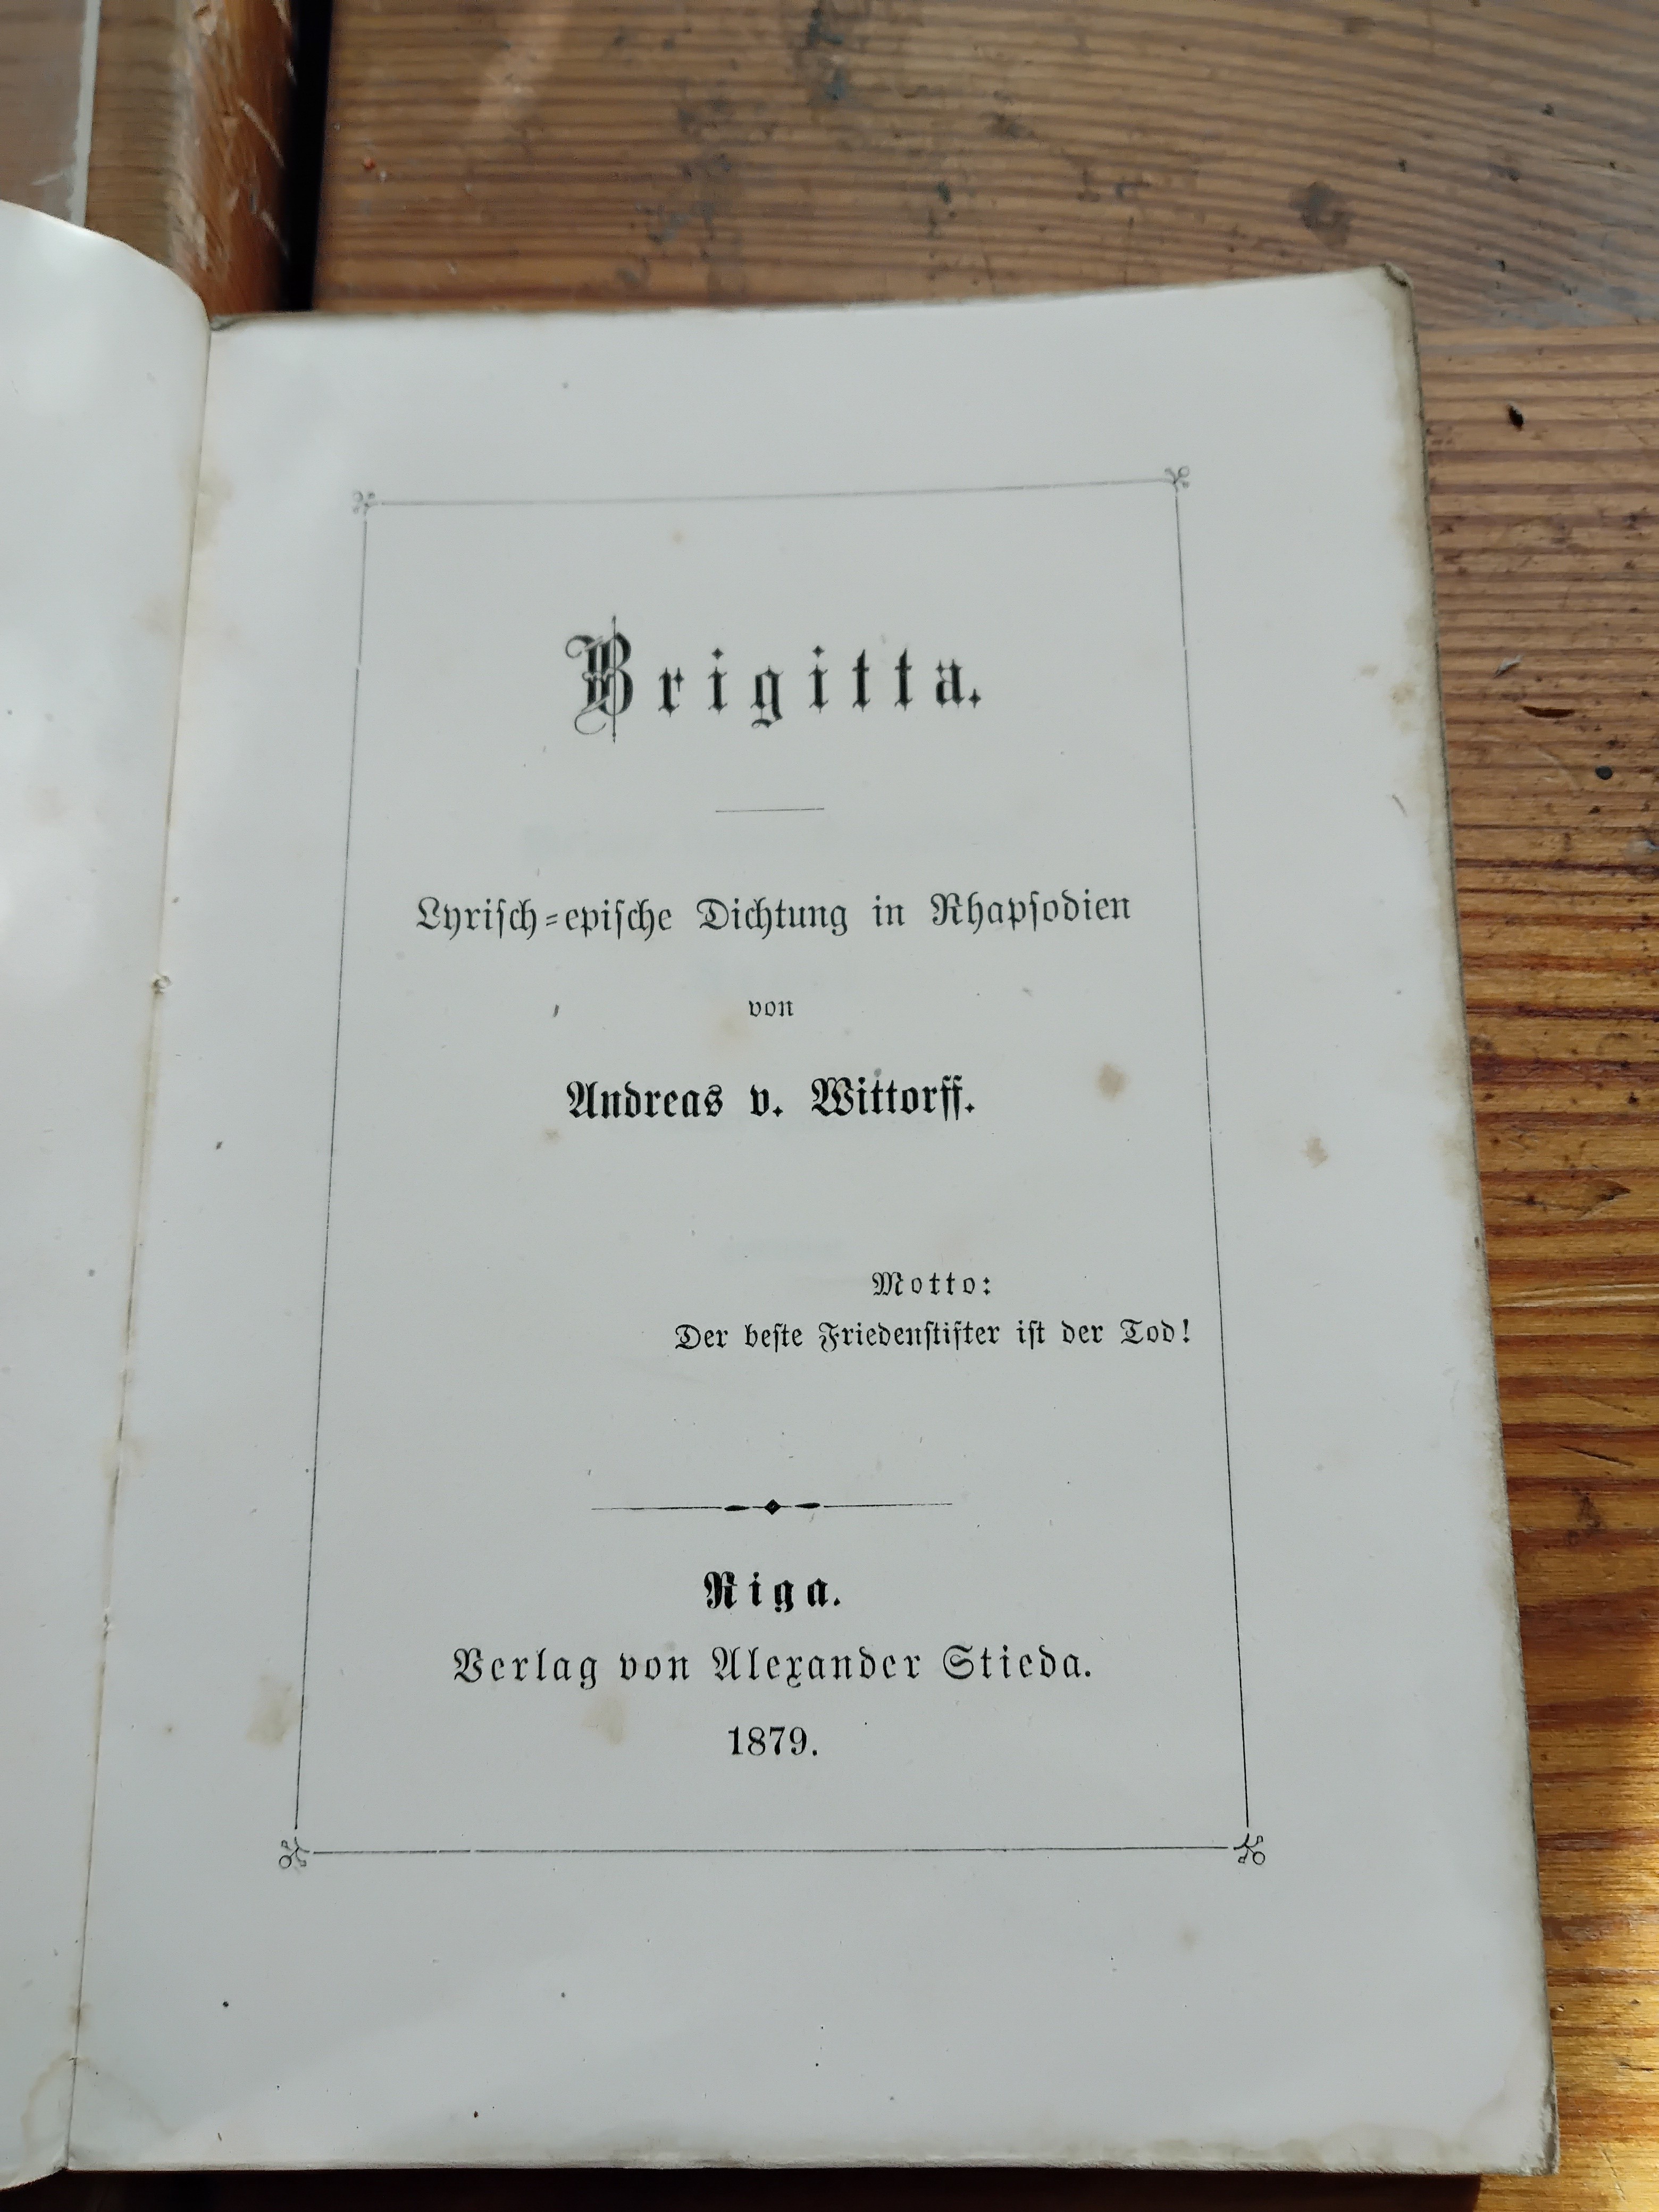 Brigitta.
Lyriſch-epiſche Dichtung in Rhapſodien
von
Andreas v. Wittorff.
Motto:
Der beſte Friedenſtifter iſt der Tod!
Riga.
Verlag von Alexander Stieda.
1879.